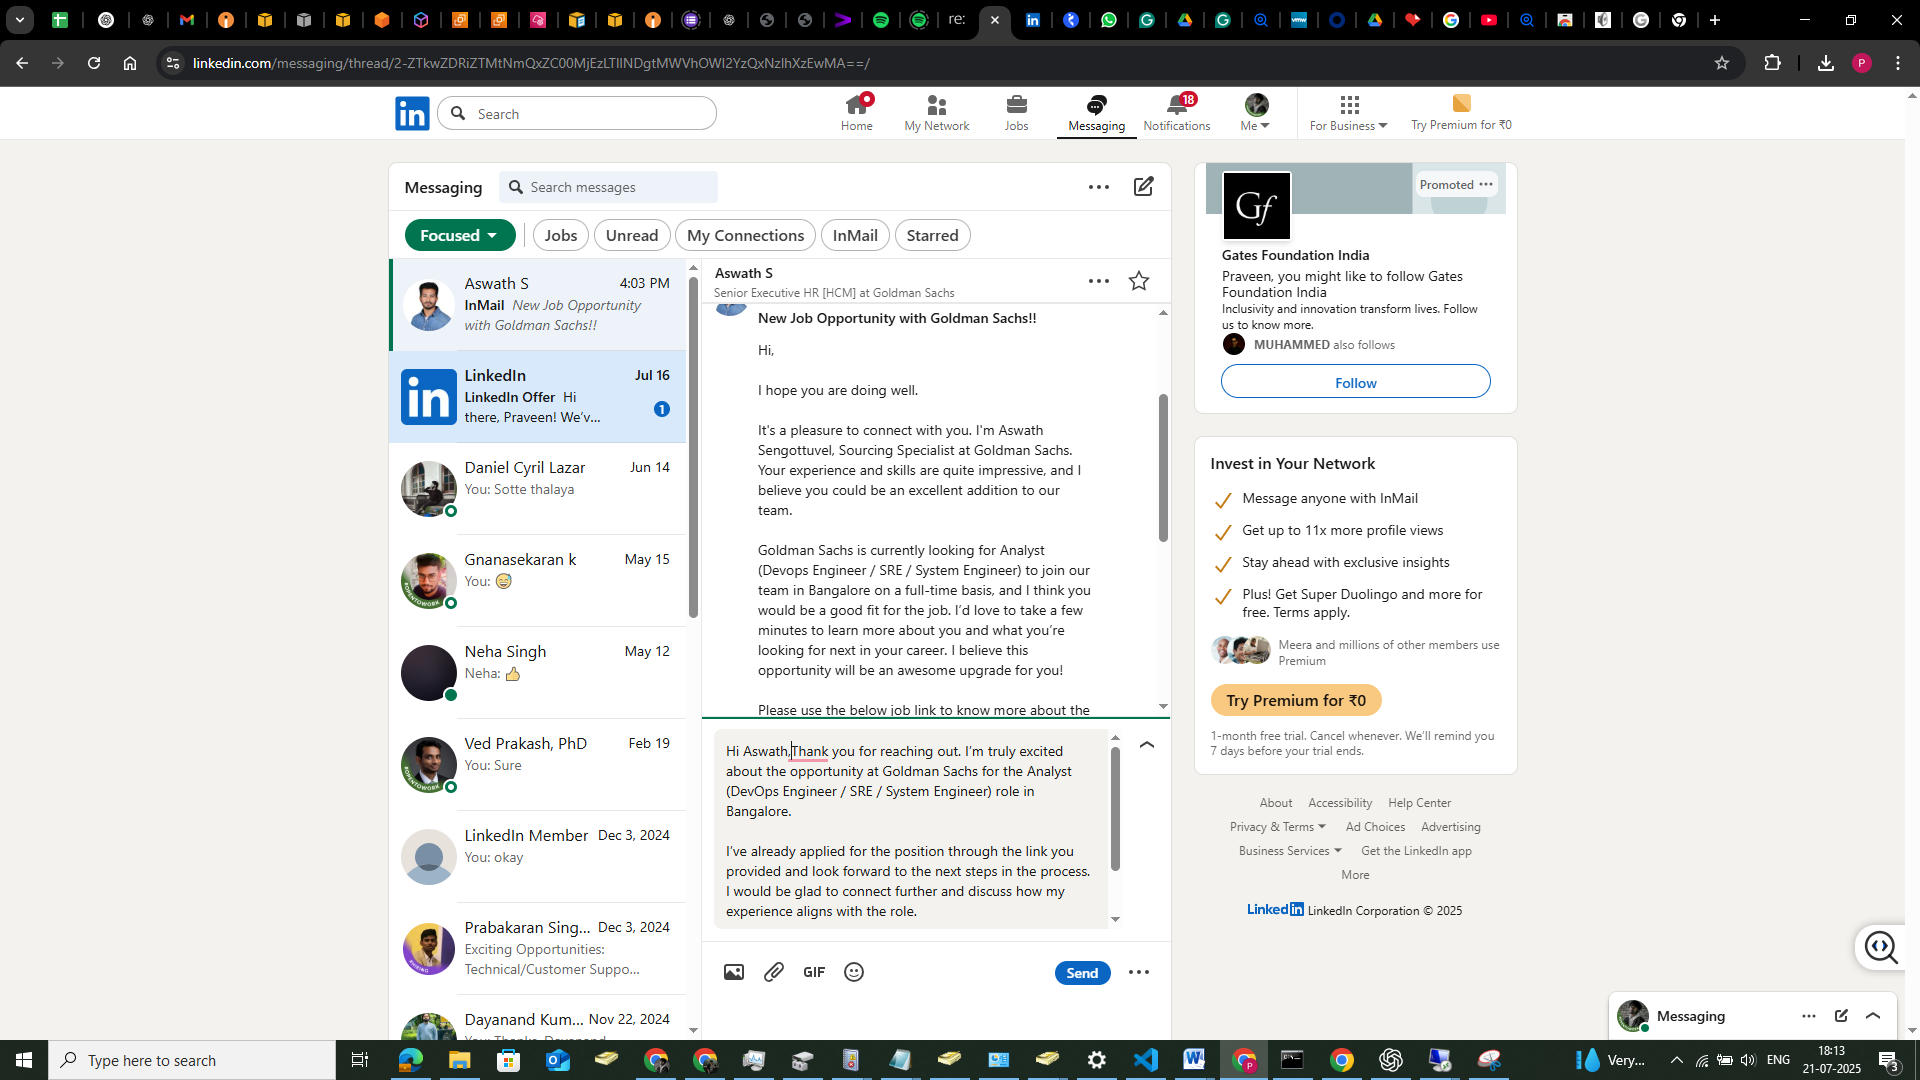 re:
linkedin.com/messaging/thread/2-ZTkwZDRiZTMtNmQxZC00MjEzLTlINDgtMWVhOWI2YzQxNzlhXzEwMA==/
P
in
Search
Home
My Network
Jobs
Messaging
18
Notifications
Me
For Business
Try Premium for ₹0
Messaging
Search messages
Focused
Jobs
Unread
My Connections
InMail
Starred
Aswath S
4:03 PM
InMail New Job Opportunity
with Goldman Sachs!!
LinkedIn
Jul 16
LinkedIn Offer Hi
there, Praveen! We’v...
1
Daniel Cyril Lazar
Jun 14
You: Sotte thalaya
Gnanasekaran k
May 15
You: 😅
Neha Singh
May 12
Neha: 👍
Ved Prakash, PhD
Feb 19
You: Sure
LinkedIn Member
Dec 3, 2024
You: okay
Prabakaran Sing...
Dec 3, 2024
Exciting Opportunities:
Technical/Customer Suppo...
Dayanand Kum...
Nov 22, 2024
You: Thanks, Dayanand
Aswath S
Senior Executive HR [HCM] at Goldman Sachs
New Job Opportunity with Goldman Sachs!!
Hi,
I hope you are doing well.
It's a pleasure to connect with you. I'm Aswath
Sengottuvel, Sourcing Specialist at Goldman Sachs.
Your experience and skills are quite impressive, and I
believe you could be an excellent addition to our
team.
Goldman Sachs is currently looking for Analyst
(Devops Engineer / SRE / System Engineer) to join our
team in Bangalore on a full-time basis, and I think you
would be a good fit for the job. I’d love to take a few
minutes to learn more about you and what you’re
looking for next in your career. I believe this
opportunity will be an awesome upgrade for you!
Please use the below job link to know more about the
Hi Aswath,Thank you for reaching out. I’m truly excited
about the opportunity at Goldman Sachs for the Analyst
(DevOps Engineer / SRE / System Engineer) role in
Bangalore.
I’ve already applied for the position through the link you
provided and look forward to the next steps in the process.
I would be glad to connect further and discuss how my
experience aligns with the role.
GIF
Send
Promoted
Gf
Gates Foundation India
Praveen, you might like to follow Gates
Foundation India
Inclusivity and innovation transform lives. Follow
us to know more.
MUHAMMED also follows
Follow
Invest in Your Network
Message anyone with InMail
Get up to 11x more profile views
Stay ahead with exclusive insights
Plus! Get Super Duolingo and more for
free. Terms apply.
Meera and millions of other members use
Premium
Try Premium for ₹0
1-month free trial. Cancel whenever. We’ll remind you
7 days before your trial ends.
About
Accessibility
Help Center
Privacy & Terms
Ad Choices
Advertising
Business Services
Get the LinkedIn app
More
LinkedIn LinkedIn Corporation © 2025
Messaging
Type here to search
Very...
ENG
18:13
21-07-2025
3